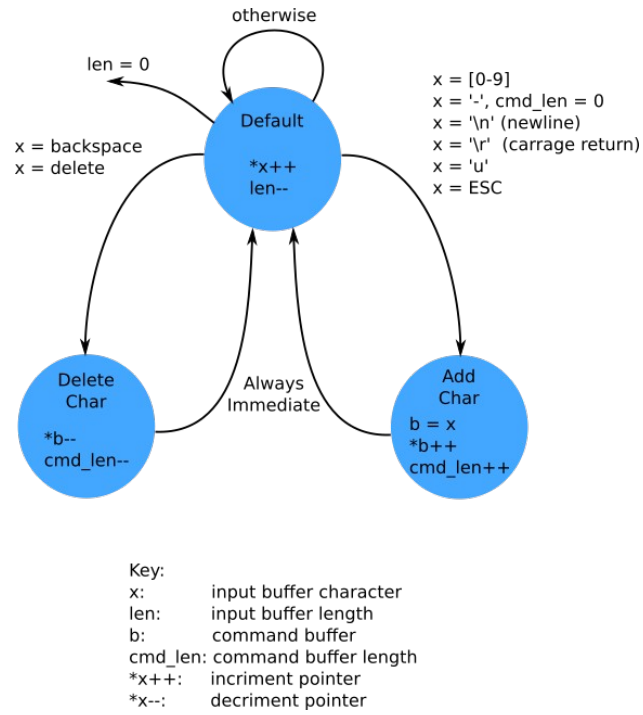 otherwise
len = 0
x = [0-9]
x = '-', cmd_len = 0
x = '\n' (newline)
x = '\r' (carrage return)
x = 'u'
x = ESC
x = backspace
x = delete
Default
*x++
len--
Delete
Char
*b--
cmd_len--
Always
Immediate
Add
Char
b = x
*b++
cmd_len++
Key:
x: input buffer character
len: input buffer length
b: command buffer
cmd_len: command buffer length
*x++: incriment pointer
*x--: decriment pointer